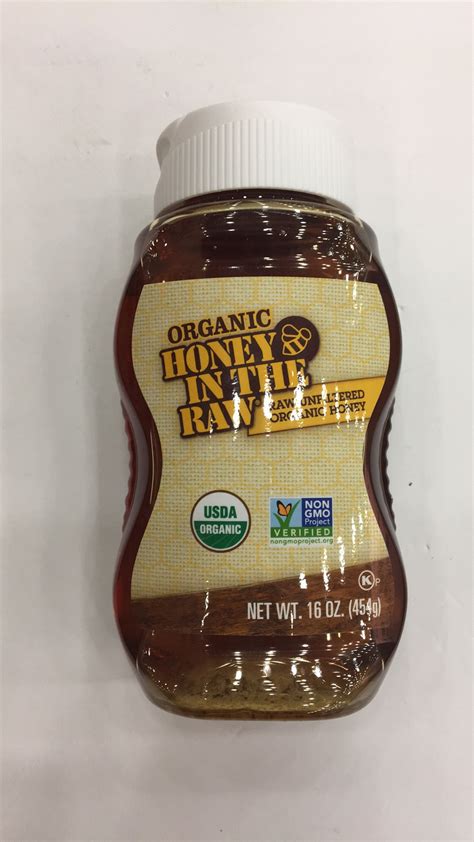 ORGANIC
HONEY
IN THE
RAW
RAW UNFILTERED
ORGANIC HONEY
USDA
ORGANIC
NON
GMO
Project
VERIFIED
nongmoproject.org
K P
NET WT. 16 OZ. (454g)